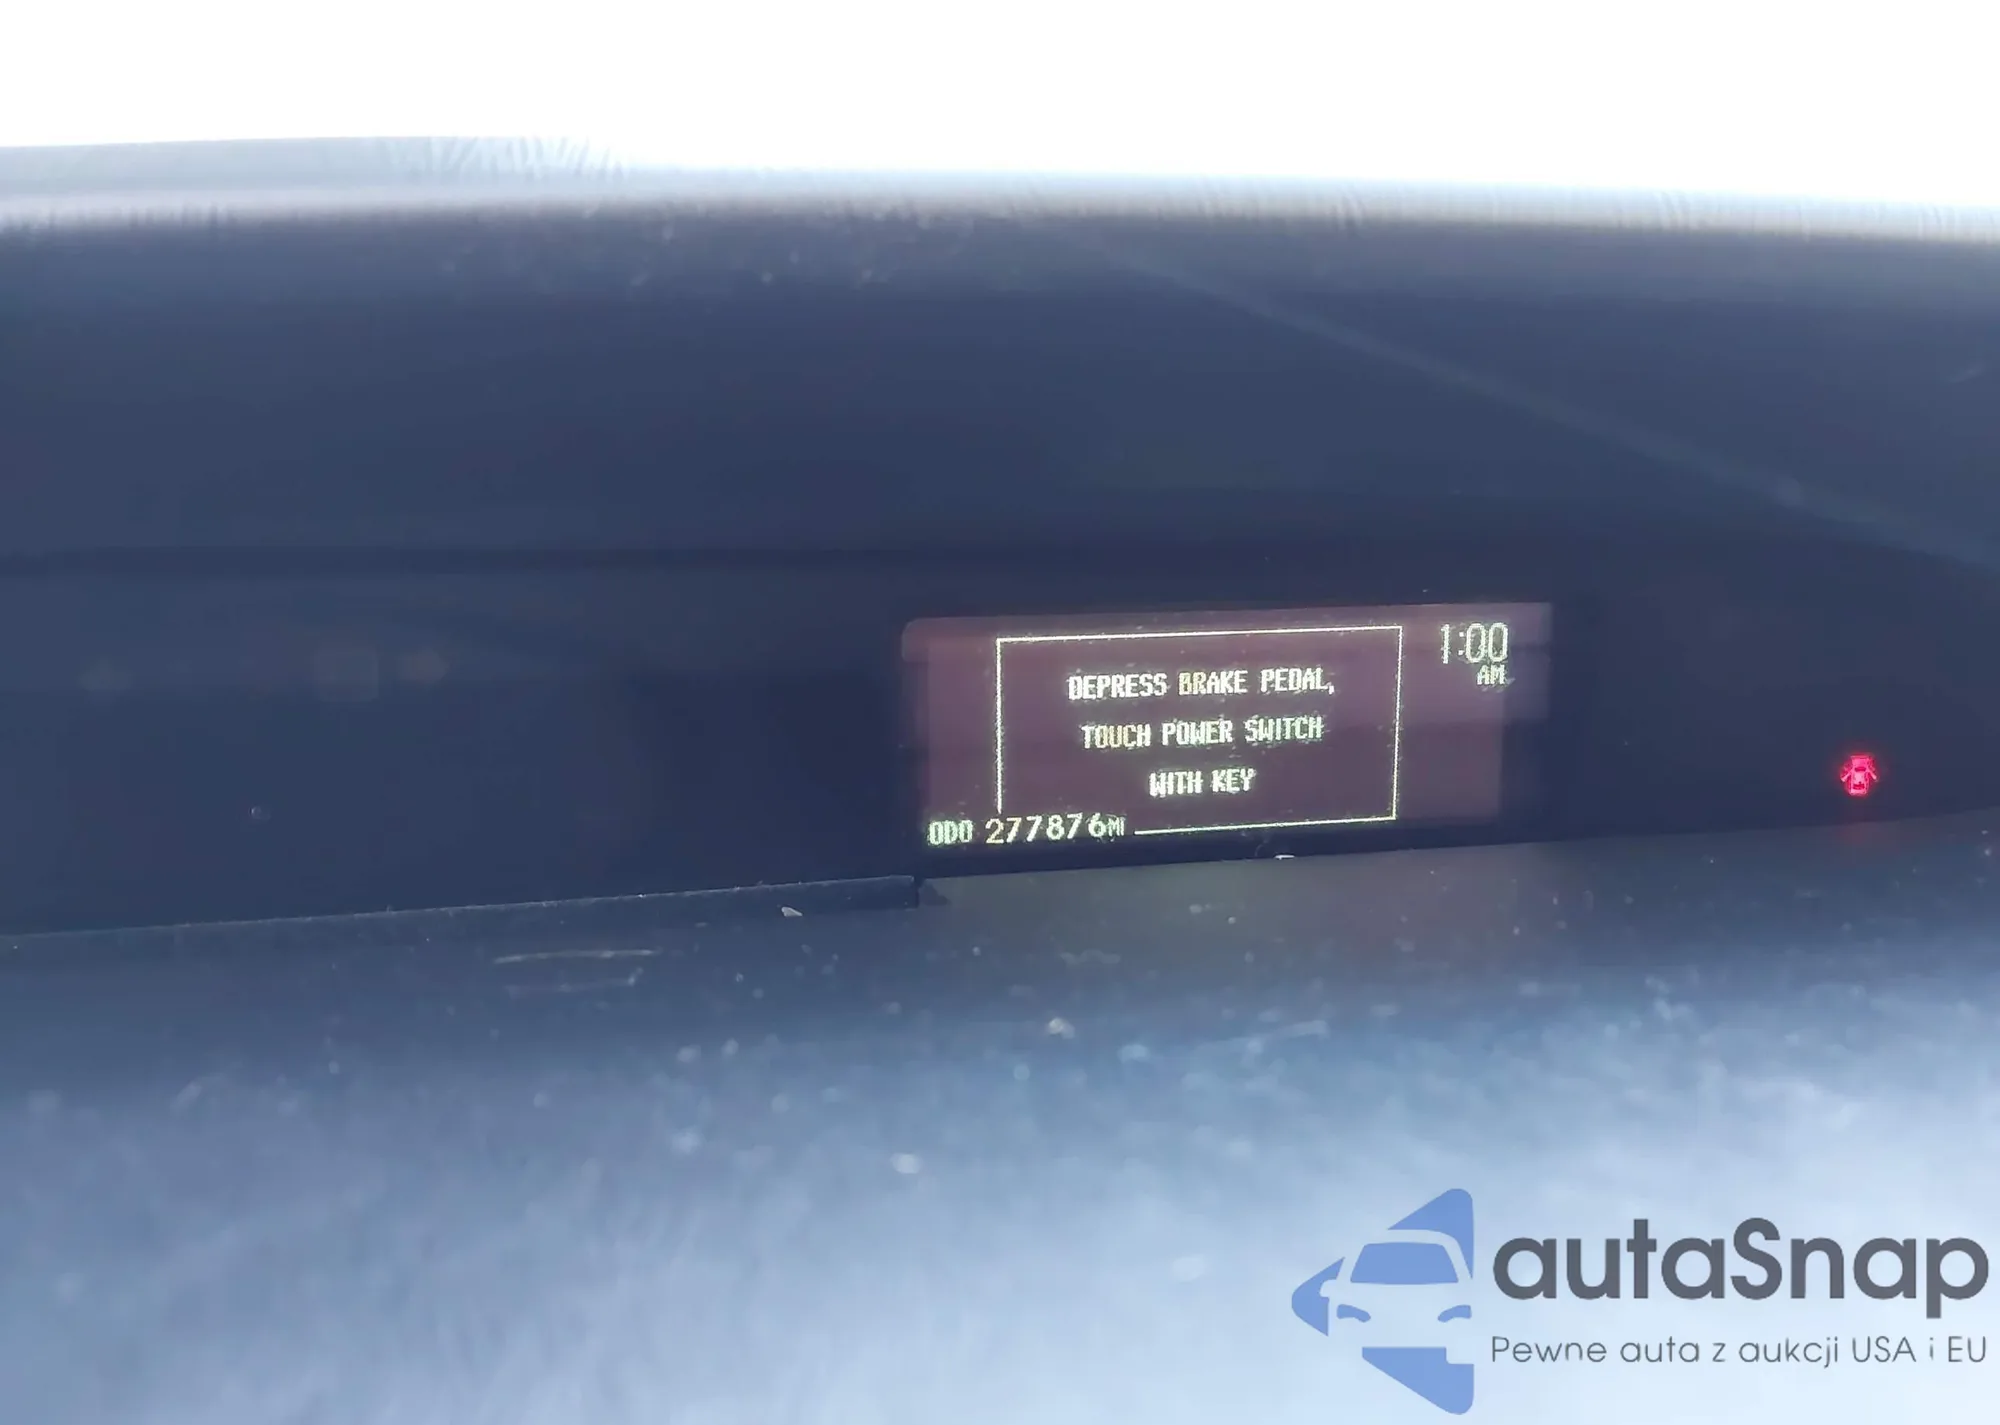 1:00
AM
DEPRESS BRAKE PEDAL,
TOUCH POWER SWITCH
WITH KEY
ODO 277876MI
autaSnap
Pewne auta z aukcji USA i EU